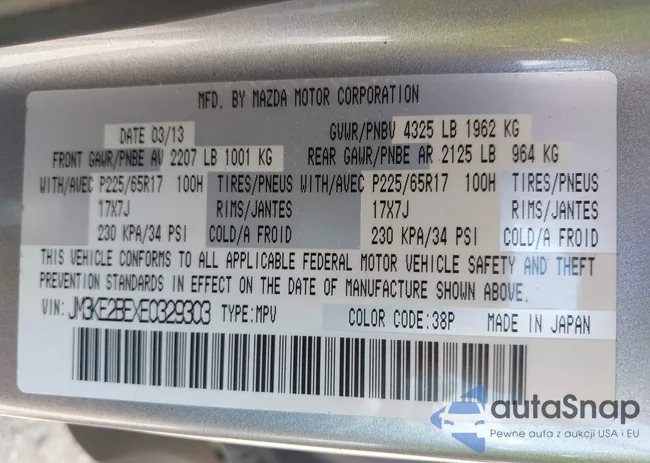 MFD. BY MAZDA MOTOR CORPORATION
DATE 03/13 GVWR/PNBV 4325 LB 1962 KG
FRONT GAWR/PNBE AV 2207 LB 1001 KG REAR GAWR/PNBE AR 2125 LB 964 KG
WITH/AVEC P225/65R17 100H TIRES/PNEUS WITH/AVEC P225/65R17 100H TIRES/PNEUS
17X7J RIMS/JANTES 17X7J RIMS/JANTES
230 KPA/34 PSI COLD/A FROID 230 KPA/34 PSI COLD/A FROID
THIS VEHICLE CONFORMS TO ALL APPLICABLE FEDERAL MOTOR VEHICLE SAFETY AND THEFT
PREVENTION STANDARDS IN EFFECT ON THE DATE OF MANUFACTURE SHOWN ABOVE.
VIN: JM3KE2BEXE0329303 TYPE:MPV COLOR CODE:38P MADE IN JAPAN
autaSnap
Pewne auta z aukcji USA i EU